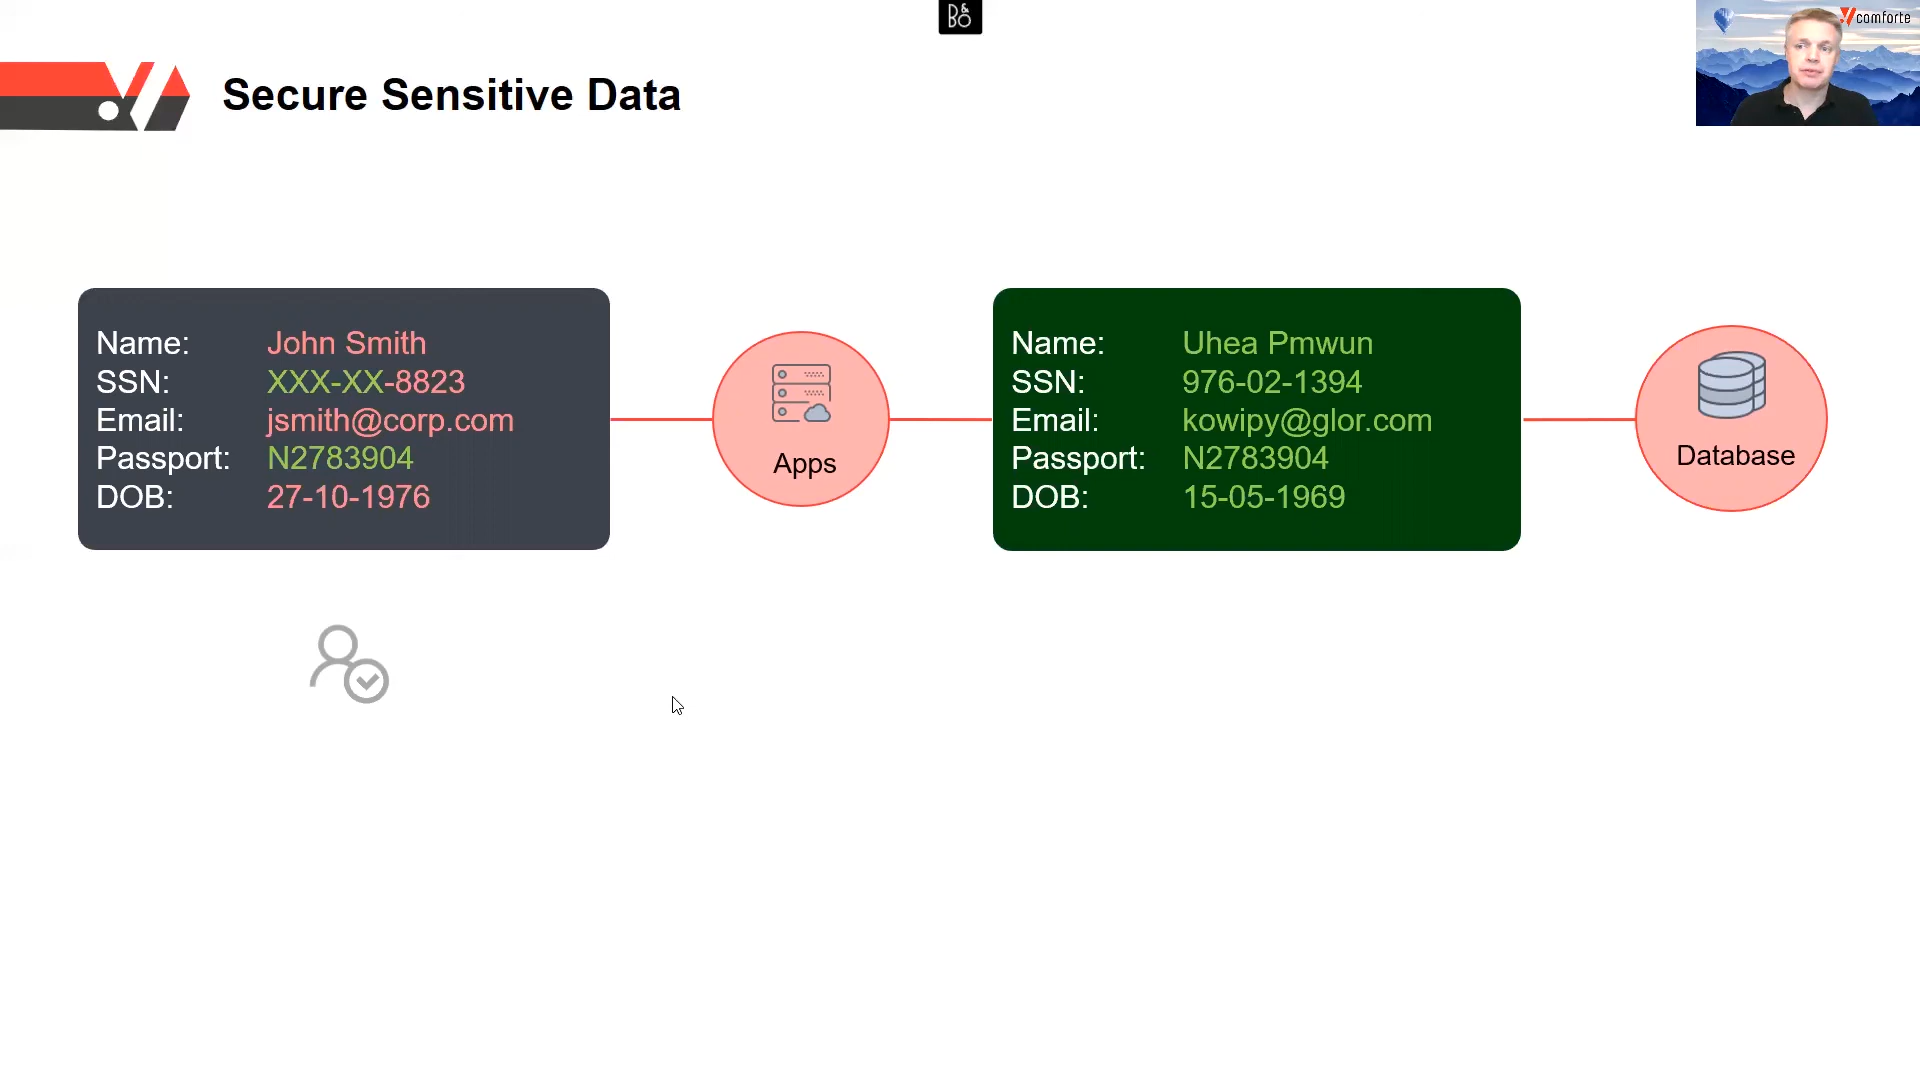 B&O
comforte
Secure Sensitive Data
Name: John Smith
SSN: XXX-XX-8823
Email: jsmith@corp.com
Passport: N2783904
DOB: 27-10-1976
Apps
Name: Uhea Pmwun
SSN: 976-02-1394
Email: kowipy@glor.com
Passport: N2783904
DOB: 15-05-1969
Database